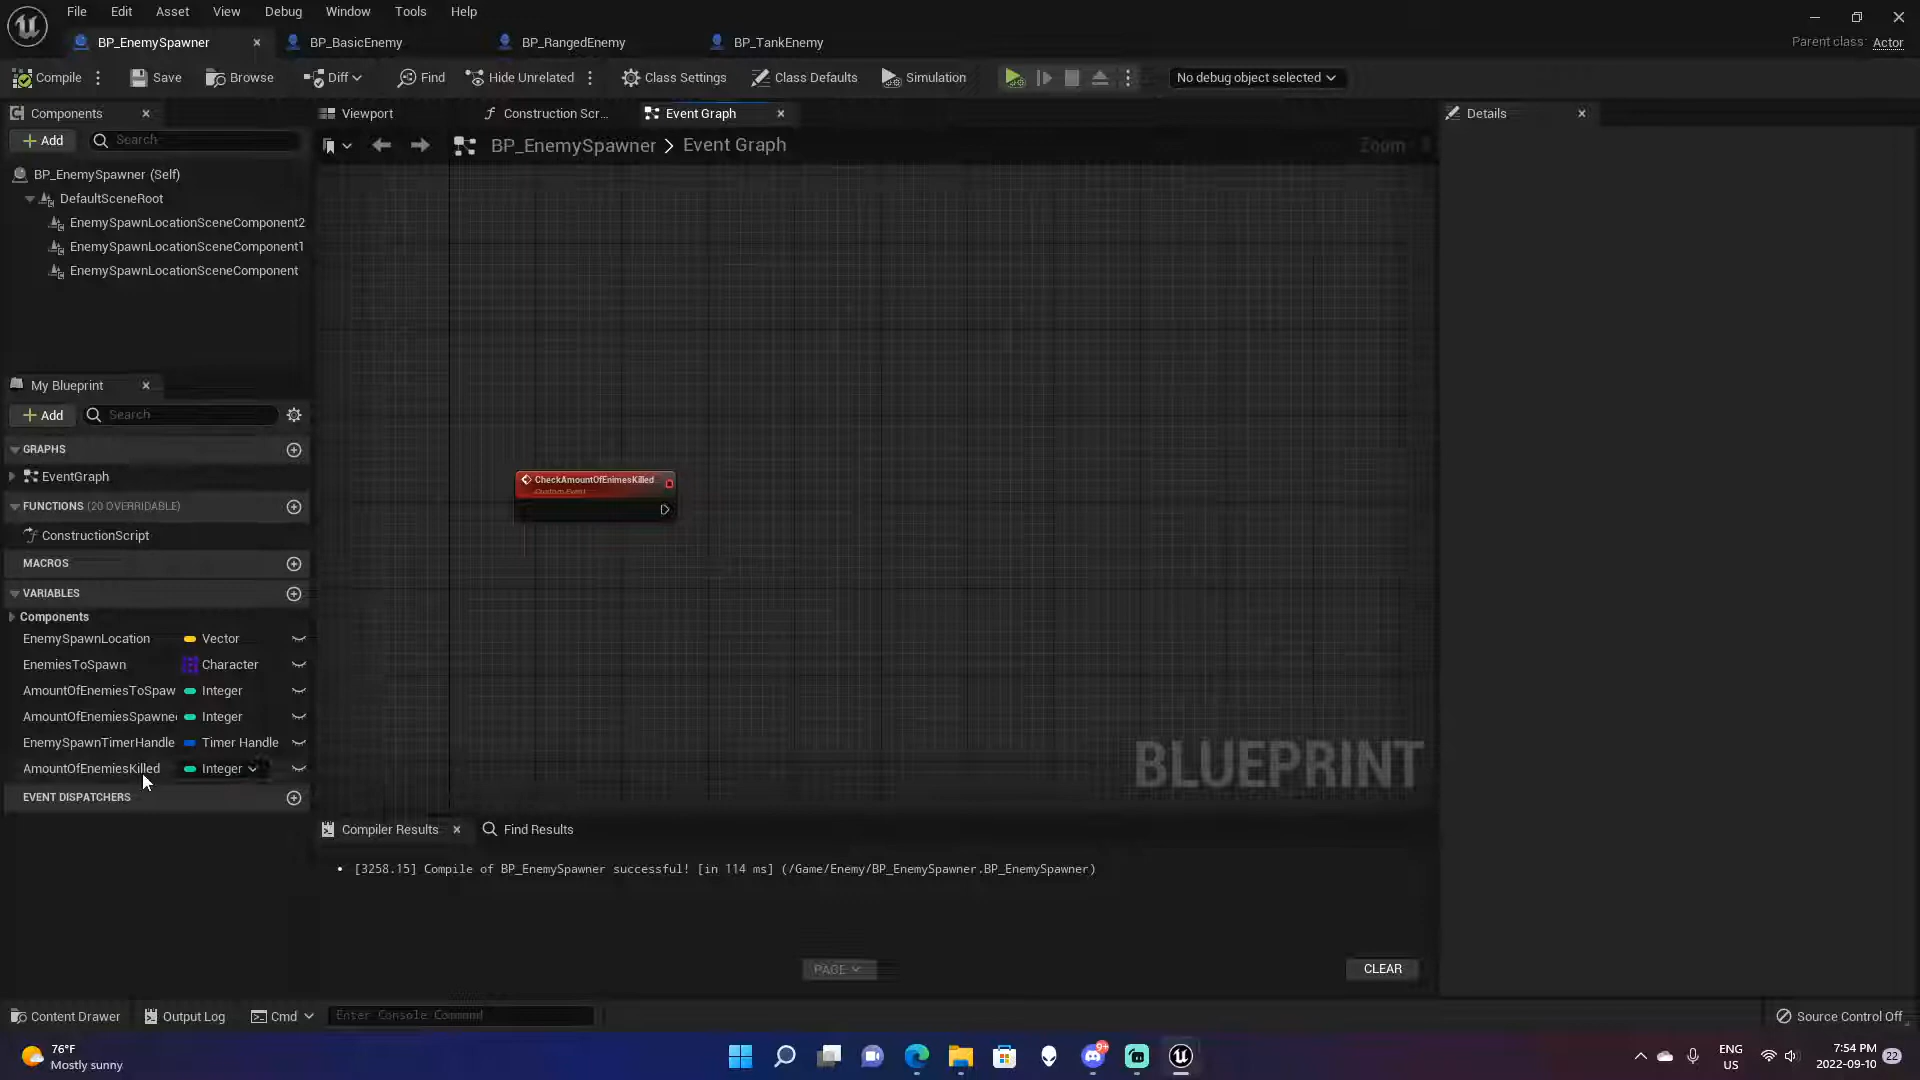 File Edit Asset View Debug Window Tools Help
BP_EnemySpawner BP_BasicEnemy BP_RangedEnemy BP_TankEnemy Parent class: Actor
Compile Save Browse Diff Find Hide Unrelated Class Settings Class Defaults Simulation No debug object selected
Components Viewport Construction Scr... Event Graph Details
Add Search BP_EnemySpawner > Event Graph Zoom
BP_EnemySpawner (Self)
DefaultSceneRoot
EnemySpawnLocationSceneComponent2
EnemySpawnLocationSceneComponent1
EnemySpawnLocationSceneComponent
My Blueprint
Add Search
GRAPHS
EventGraph
CheckAmountOfEnimesKilled
Custom Event
FUNCTIONS (20 OVERRIDABLE)
ConstructionScript
MACROS
VARIABLES
Components
EnemySpawnLocation Vector
EnemiesToSpawn Character
AmountOfEnemiesToSpaw Integer
AmountOfEnemiesSpawne Integer
EnemySpawnTimerHandle Timer Handle
AmountOfEnemiesKilled Integer
EVENT DISPATCHERS
BLUEPRINT
Compiler Results Find Results
[3258.15] Compile of BP_EnemySpawner successful! [in 114 ms] (/Game/Enemy/BP_EnemySpawner.BP_EnemySpawner)
PAGE CLEAR
Content Drawer Output Log Cmd Enter Console Command Source Control Off
76°F
Mostly sunny
9+
ENG
US
7:54 PM
2022-09-10
22